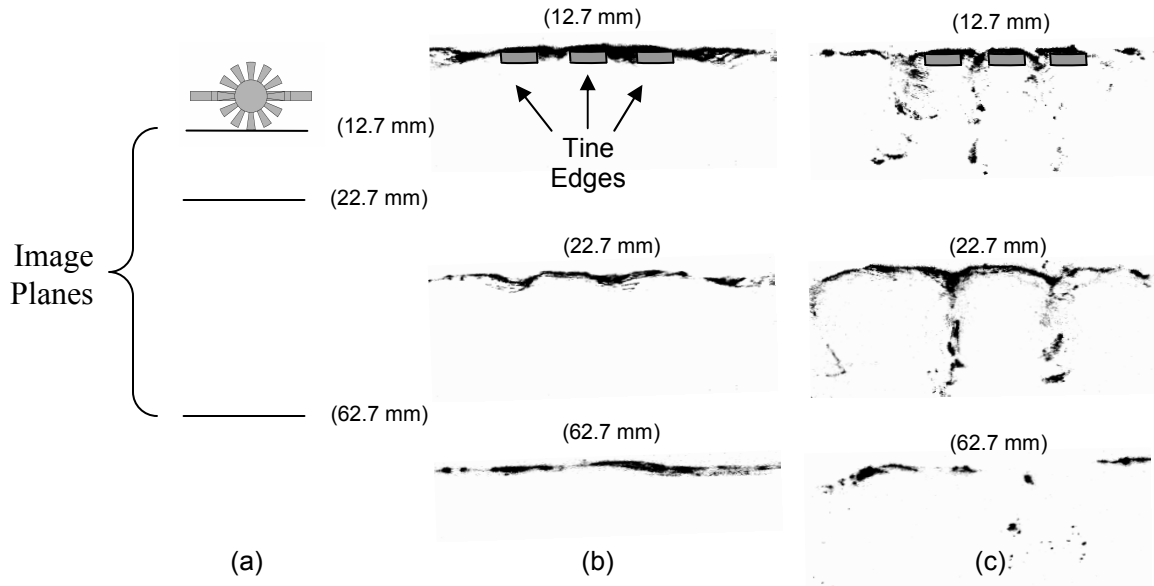 (12.7 mm)
(22.7 mm)
Image
Planes
(62.7 mm)
(a)
(12.7 mm)
Tine
Edges
(22.7 mm)
(62.7 mm)
(b)
(12.7 mm)
(22.7 mm)
(62.7 mm)
(c)